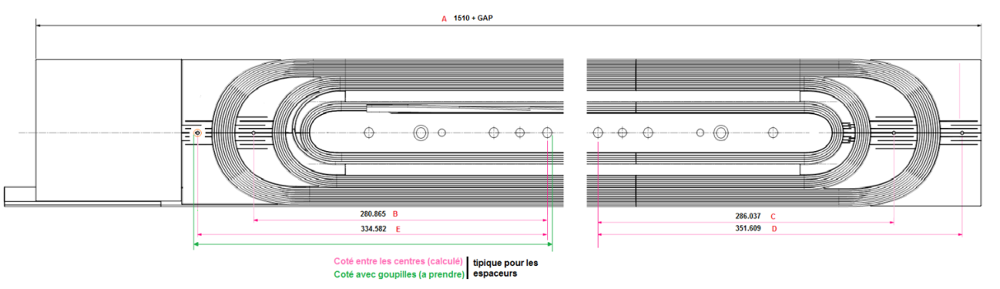 A 1510 + GAP
280.865 B
286.037 C
334.582 E
351.609 D
Coté entre les centres (calculé)
Coté avec goupilles (a prendre)
tipique pour les
espaceurs